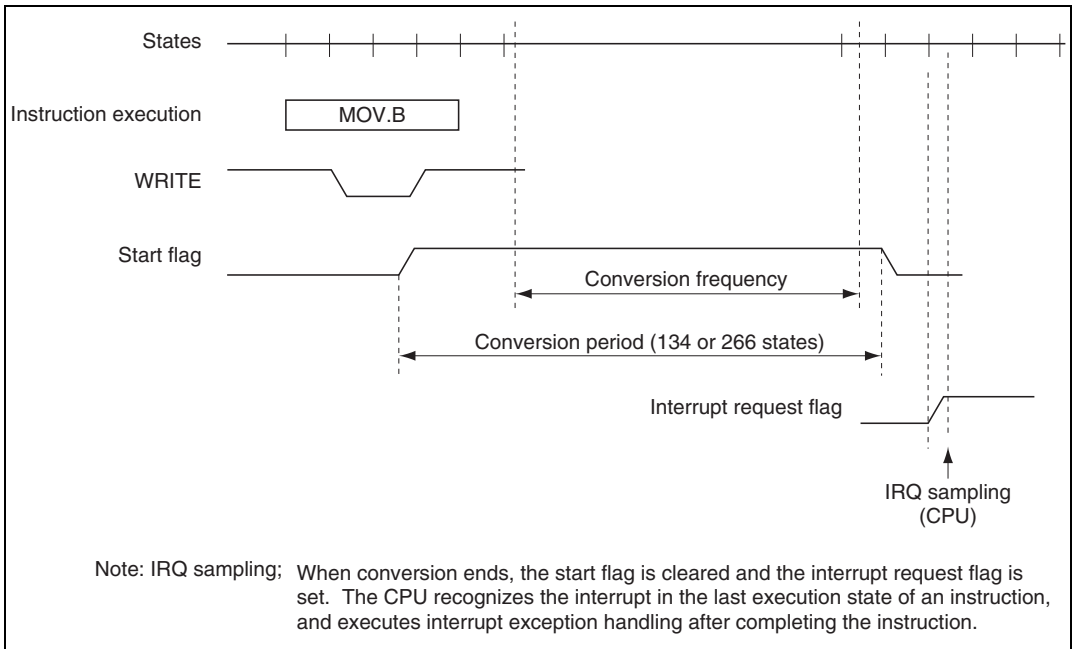 States
Instruction execution
MOV.B
WRITE
Start flag
Conversion frequency
Conversion period (134 or 266 states)
Interrupt request flag
IRQ sampling
(CPU)
Note: IRQ sampling; When conversion ends, the start flag is cleared and the interrupt request flag is
set. The CPU recognizes the interrupt in the last execution state of an instruction,
and executes interrupt exception handling after completing the instruction.